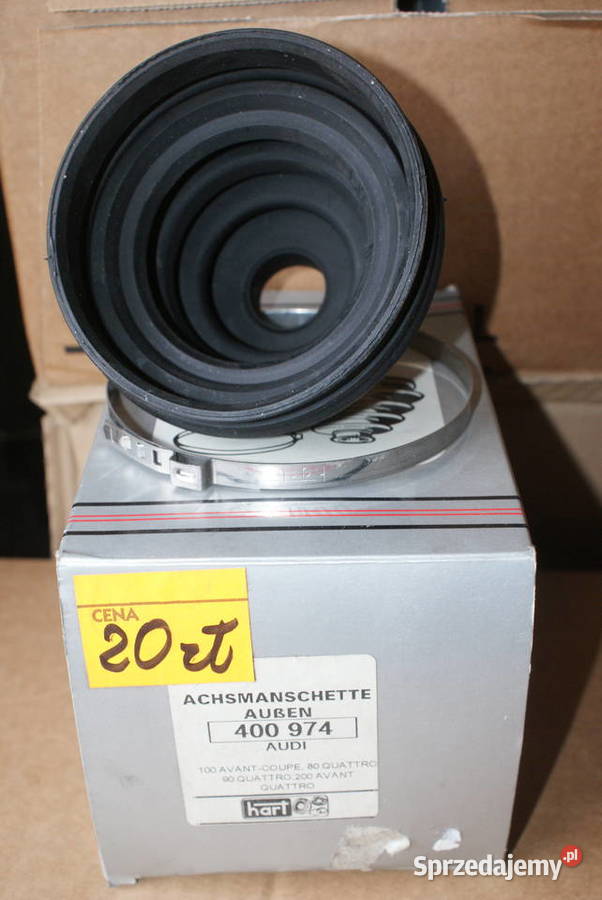 CENA
20 zł
ACHSMANSCHETTE
AUßEN
400 974
AUDI
100 AVANT-COUPE, 80 QUATTRO
90 QUATTRO,200 AVANT
QUATTRO
hart
Sprzedajemy.pl